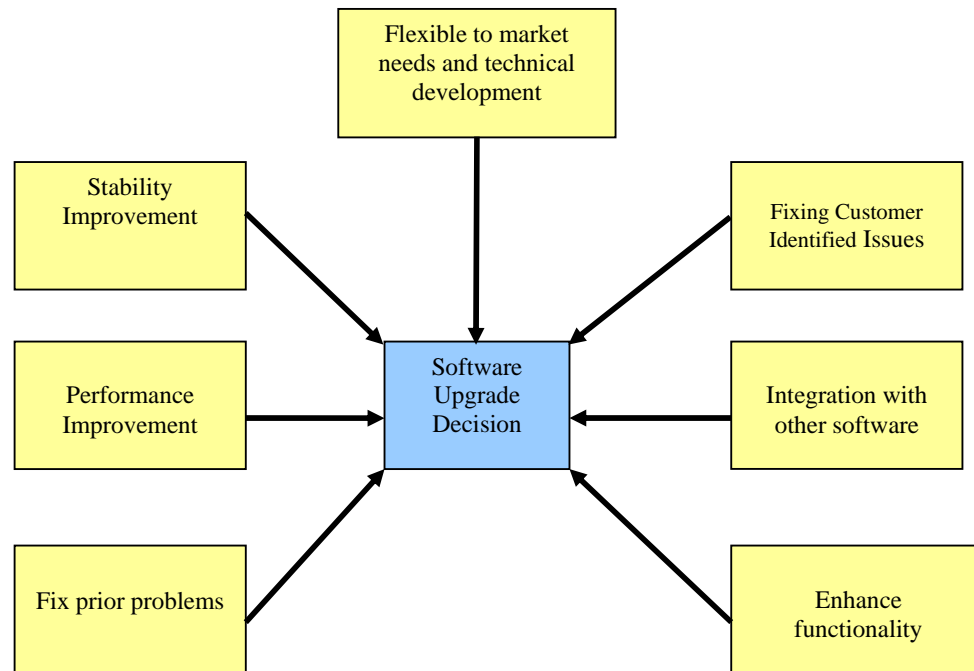 Flexible to market
needs and technical
development
Stability
Improvement
Fixing Customer
Identified Issues
Software
Upgrade
Decision
Performance
Improvement
Integration with
other software
Fix prior problems
Enhance
functionality